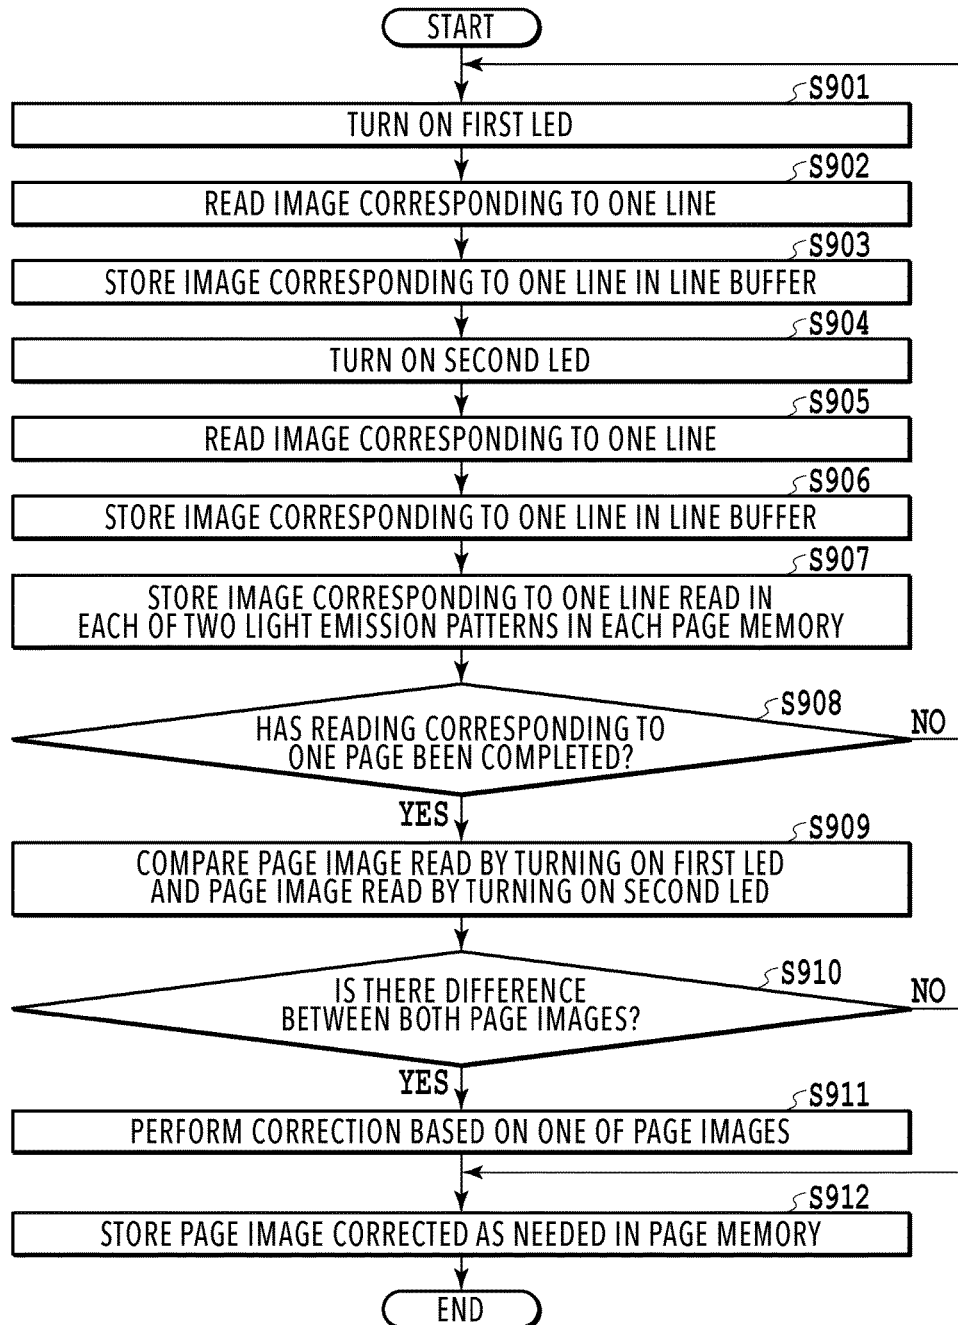 START
S901
TURN ON FIRST LED
S902
READ IMAGE CORRESPONDING TO ONE LINE
S903
STORE IMAGE CORRESPONDING TO ONE LINE IN LINE BUFFER
S904
TURN ON SECOND LED
S905
READ IMAGE CORRESPONDING TO ONE LINE
S906
STORE IMAGE CORRESPONDING TO ONE LINE IN LINE BUFFER
S907
STORE IMAGE CORRESPONDING TO ONE LINE READ IN
EACH OF TWO LIGHT EMISSION PATTERNS IN EACH PAGE MEMORY
S908
HAS READING CORRESPONDING TO
ONE PAGE BEEN COMPLETED?
NO
YES
S909
COMPARE PAGE IMAGE READ BY TURNING ON FIRST LED
AND PAGE IMAGE READ BY TURNING ON SECOND LED
S910
IS THERE DIFFERENCE
BETWEEN BOTH PAGE IMAGES?
NO
YES
S911
PERFORM CORRECTION BASED ON ONE OF PAGE IMAGES
S912
STORE PAGE IMAGE CORRECTED AS NEEDED IN PAGE MEMORY
END